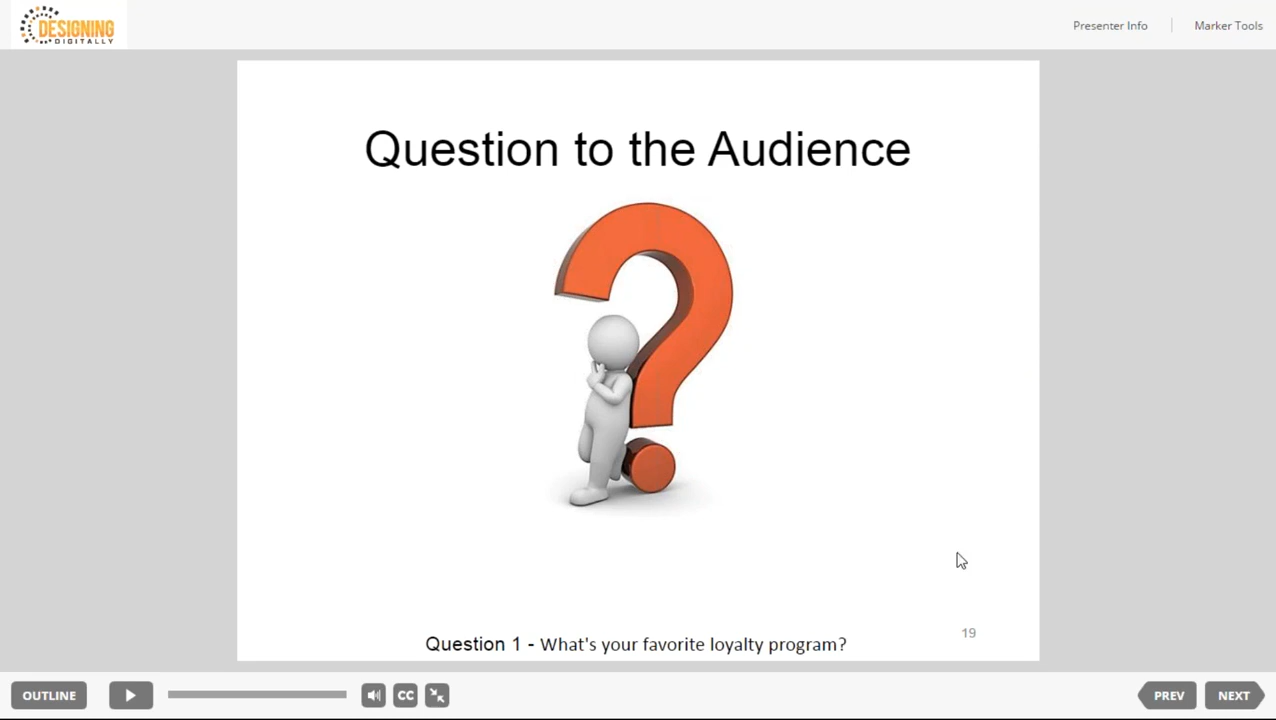 DESIGNING
DIGITALLY
Presenter Info
Marker Tools
Question to the Audience
19
Question 1 - What's your favorite loyalty program?
OUTLINE
CC
PREV
NEXT